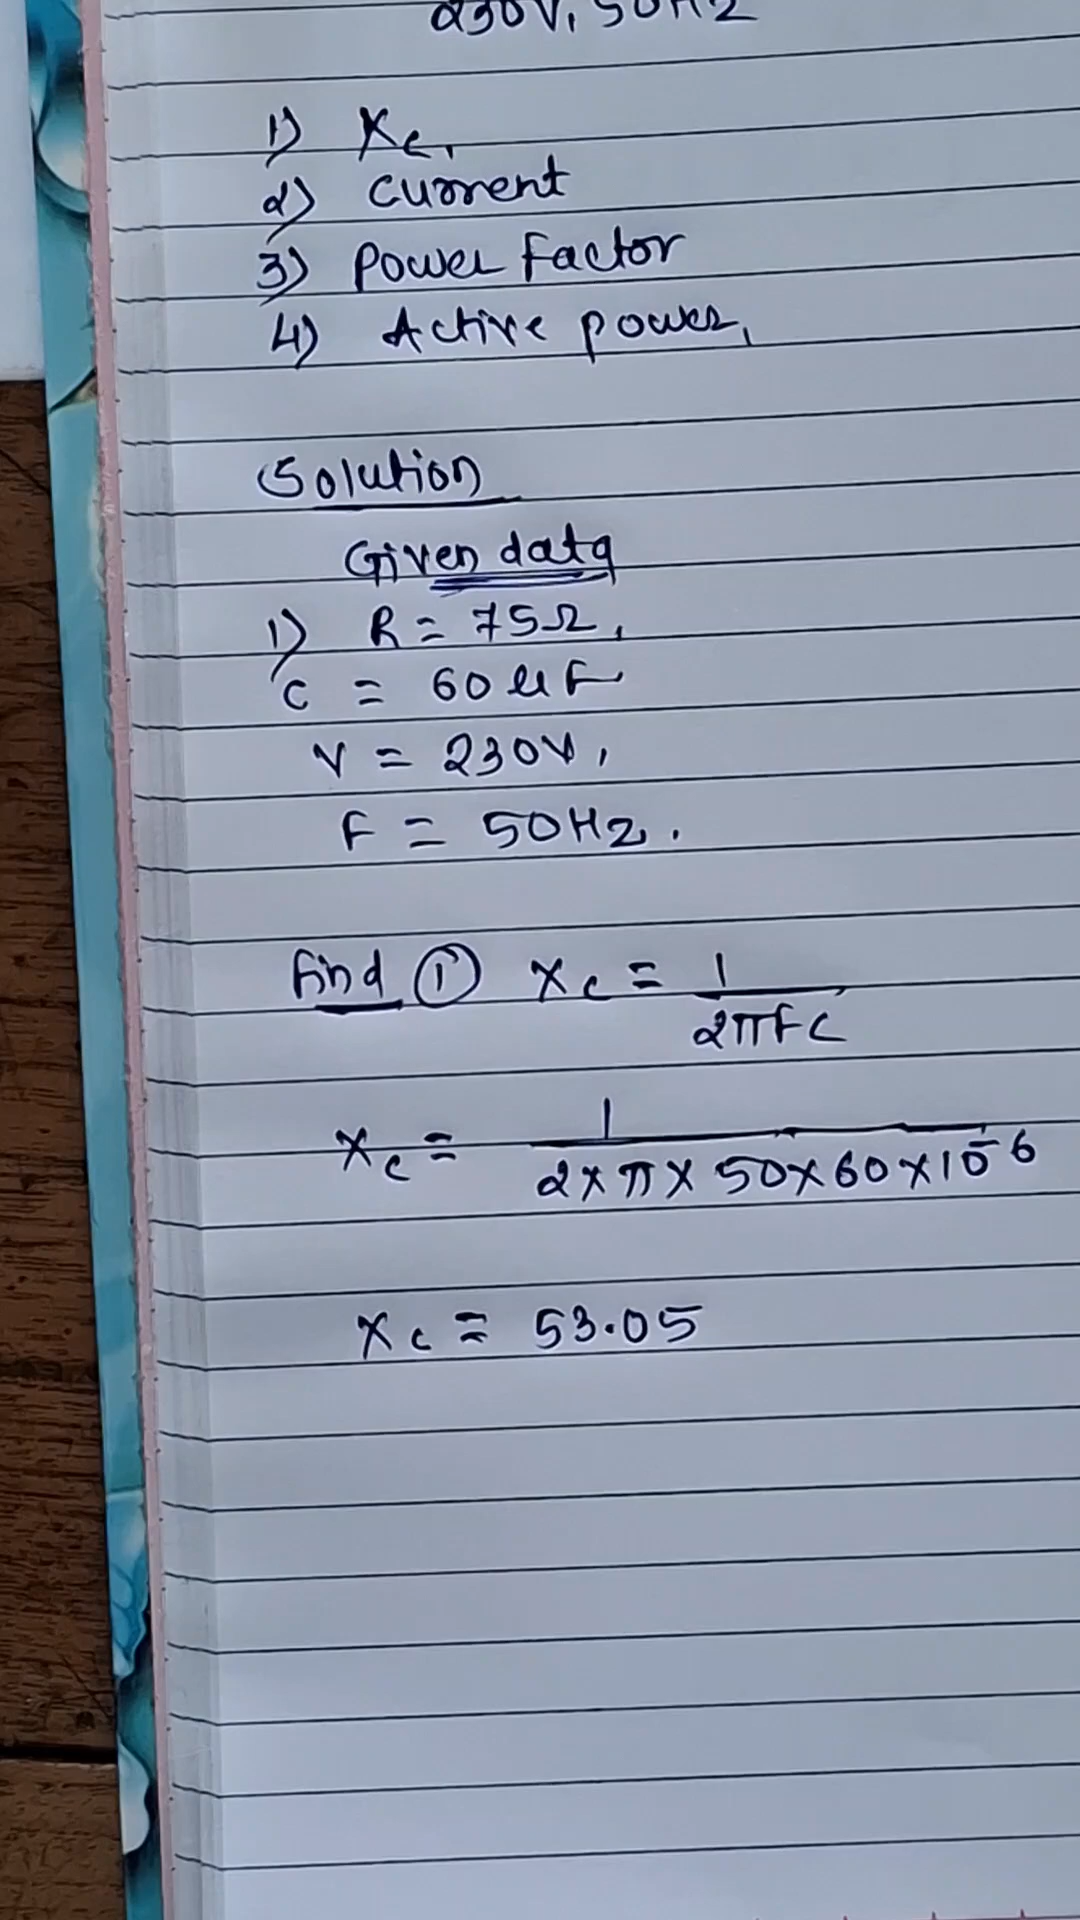 230V, 50Hz
1) Xc,
2) Current
3) Power Factor
4) Active power,
Solution
Given data
1) R = 75Ω,
C = 60 μF
V = 230V,
F = 50Hz.
Find ① Xc = 1
2πFC
Xc = 1
2×π×50×60×10⁻⁶
Xc = 53.05